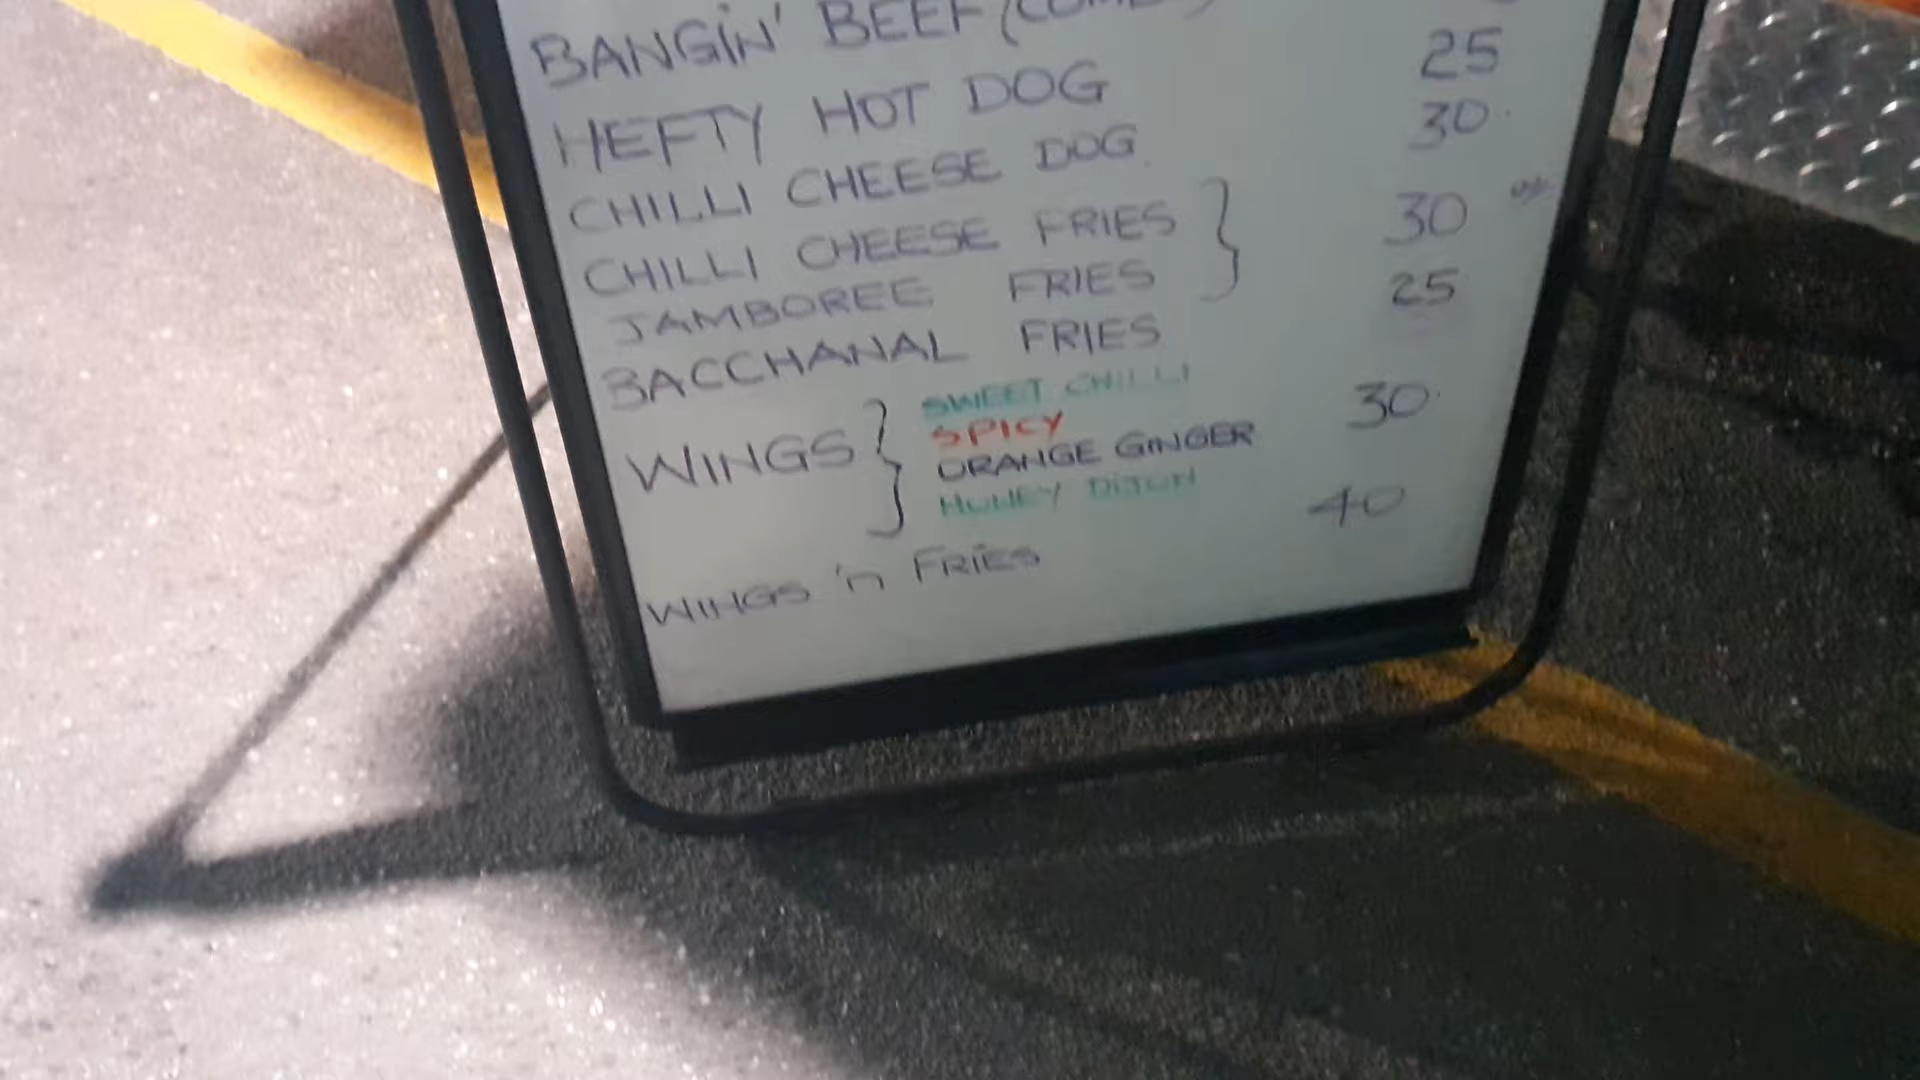 BANGIN' BEEF
HEFTY HOT DOG 25
CHILLI CHEESE DOG 30
CHILLI CHEESE FRIES } 30
JAMBOREE FRIES
BACCHANAL FRIES 25
WINGS { SWEET CHILLI 30
SPICY
ORANGE GINGER
HONEY DIJON
WINGS 'n FRIES 40